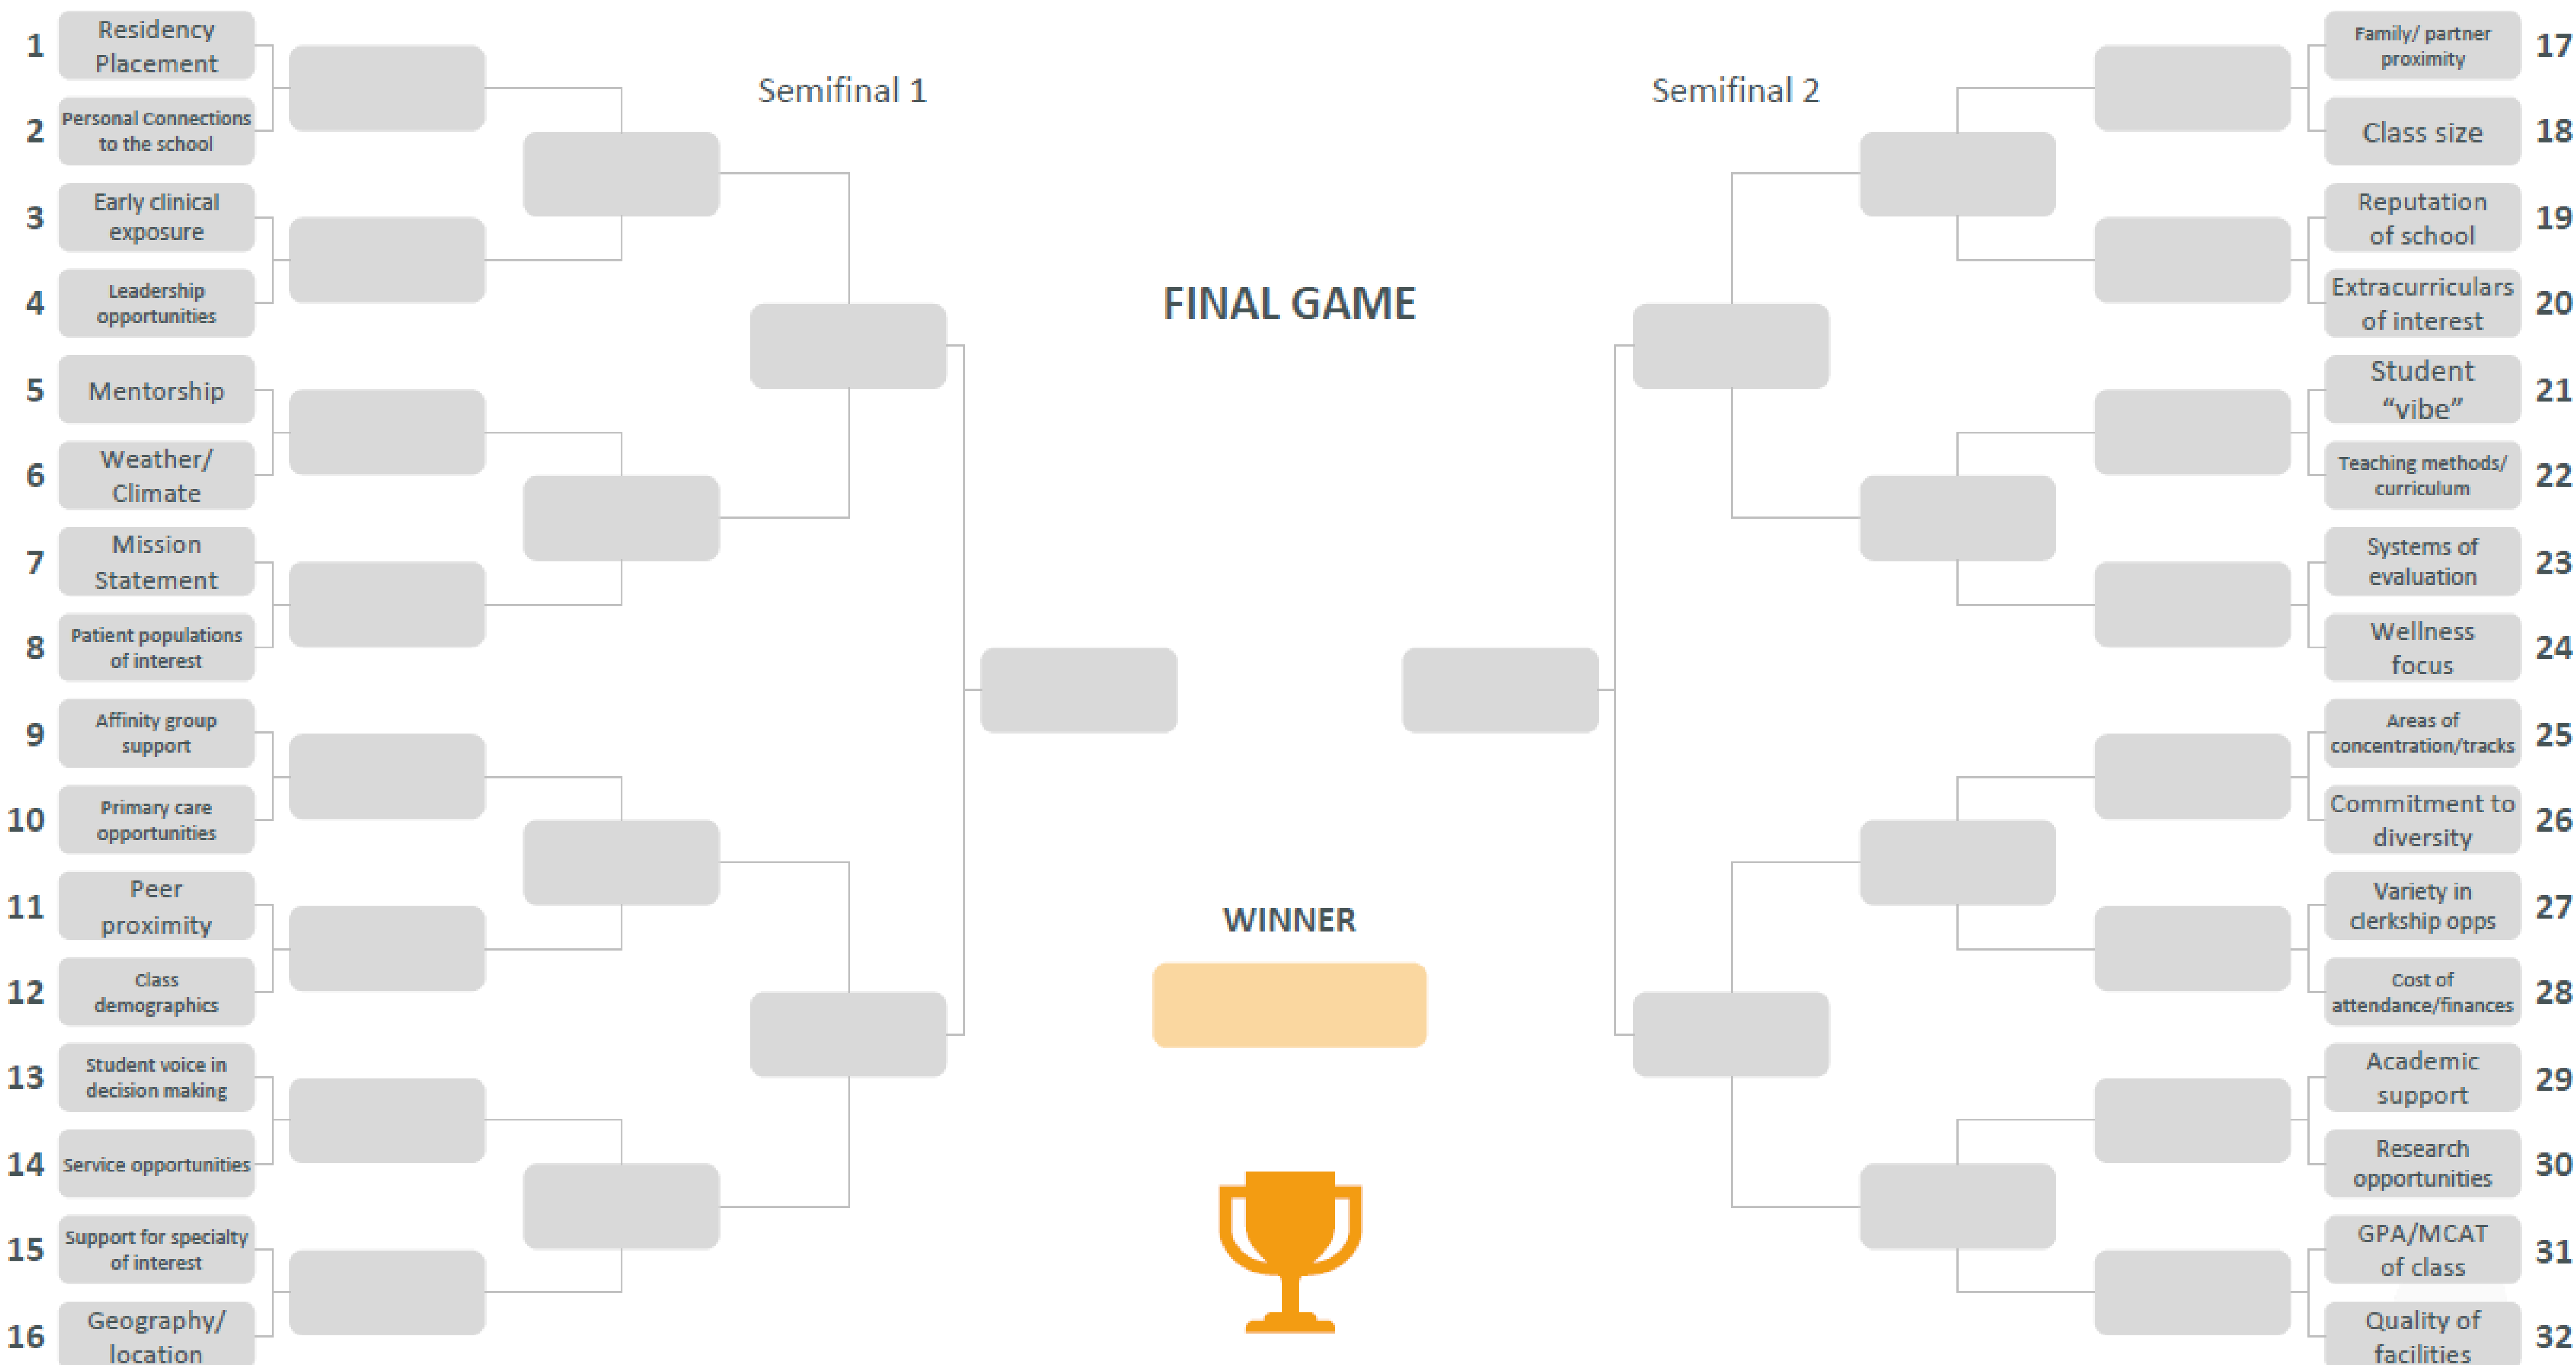 1
Residency
Placement
2
Personal Connections
to the school
3
Early clinical
exposure
4
Leadership
opportunities
5
Mentorship
6
Weather/
Climate
7
Mission
Statement
8
Patient populations
of interest
9
Affinity group
support
10
Primary care
opportunities
11
Peer
proximity
12
Class
demographics
13
Student voice in
decision making
14
Service opportunities
15
Support for specialty
of interest
16
Geography/
location
Semifinal 1
FINAL GAME
WINNER
Semifinal 2
Family/ partner
proximity
17
Class size
18
Reputation
of school
19
Extracurriculars
of interest
20
Student
“vibe”
21
Teaching methods/
curriculum
22
Systems of
evaluation
23
Wellness
focus
24
Areas of
concentration/tracks
25
Commitment to
diversity
26
Variety in
clerkship opps
27
Cost of
attendance/finances
28
Academic
support
29
Research
opportunities
30
GPA/MCAT
of class
31
Quality of
facilities
32